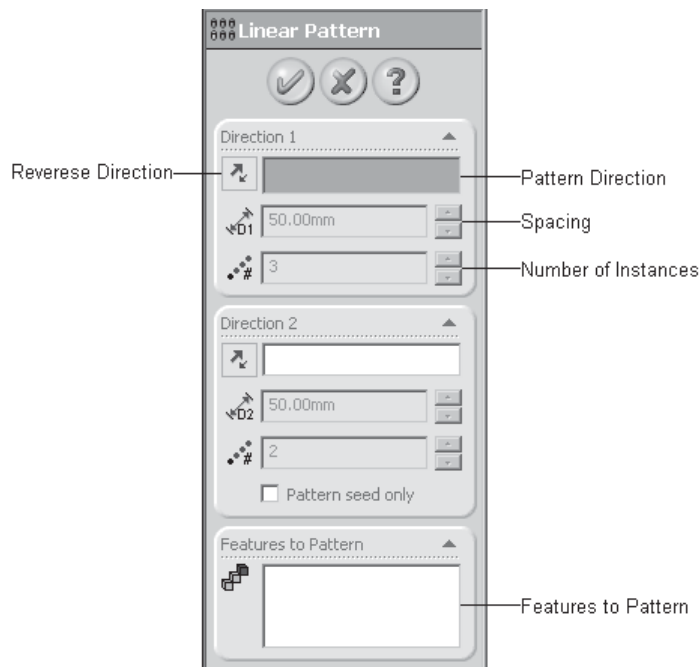 Linear Pattern
?
Direction 1
Reverese Direction
Pattern Direction
D1
50.00mm
Spacing
#
3
Number of Instances
Direction 2
D2
50.00mm
#
2
Pattern seed only
Features to Pattern
Features to Pattern